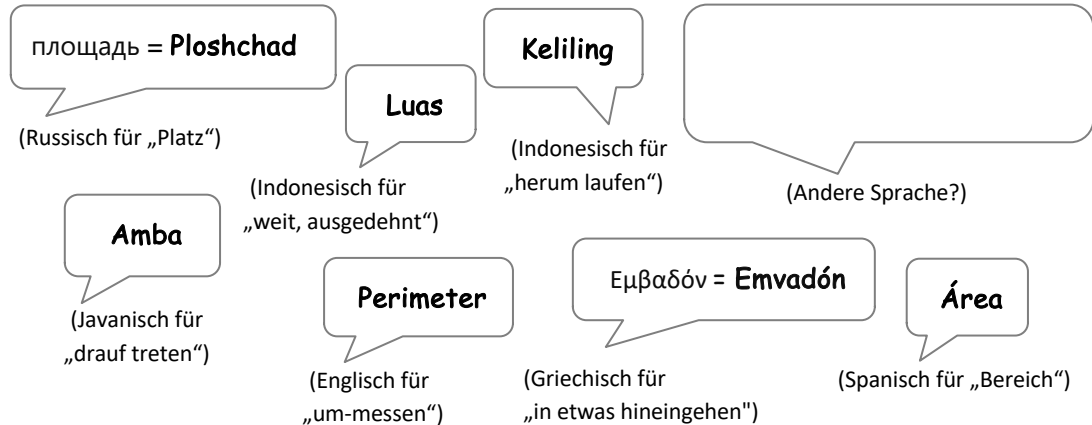 площадь = Ploshchad
(Russisch für „Platz“)
Luas
(Indonesisch für
„weit, ausgedehnt“)
Keliling
(Indonesisch für
„herum laufen“)
(Andere Sprache?)
Amba
(Javanisch für
„drauf treten“)
Perimeter
(Englisch für
„um-messen“)
Εμβαδόν = Emvadón
(Griechisch für
„in etwas hineingehen")
Área
(Spanisch für „Bereich“)